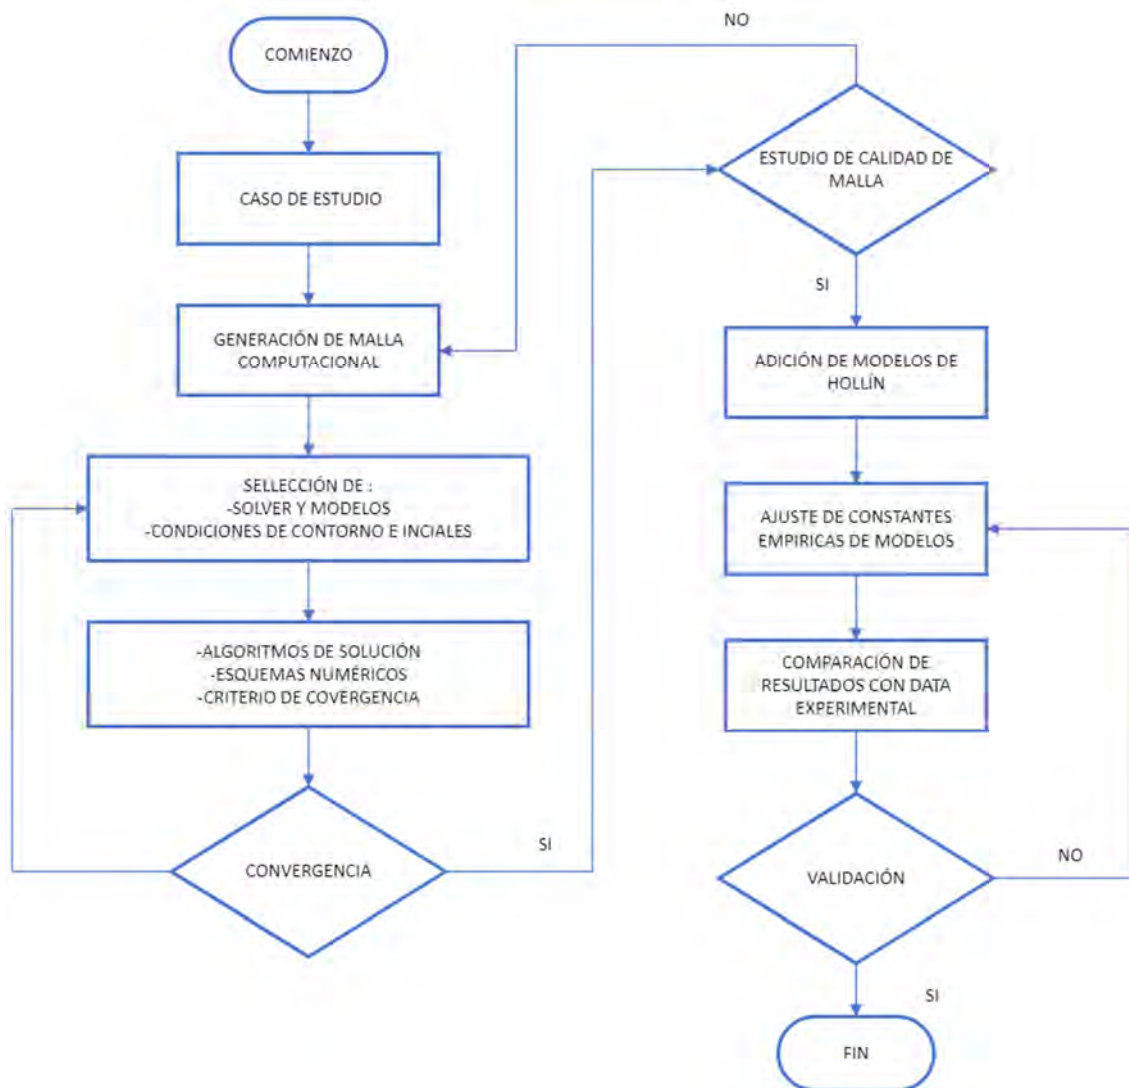 COMIENZO
CASO DE ESTUDIO
GENERACIÓN DE MALLA
COMPUTACIONAL
SELLECCIÓN DE :
-SOLVER Y MODELOS
-CONDICIONES DE CONTORNO E INCIALES
-ALGORITMOS DE SOLUCIÓN
-ESQUEMAS NUMÉRICOS
-CRITERIO DE COVERGENCIA
CONVERGENCIA
SI
NO
ESTUDIO DE CALIDAD DE
MALLA
SI
ADICIÓN DE MODELOS DE
HOLLÍN
AJUSTE DE CONSTANTES
EMPIRICAS DE MODELOS
COMPARACIÓN DE
RESULTADOS CON DATA
EXPERIMENTAL
VALIDACIÓN
NO
SI
FIN